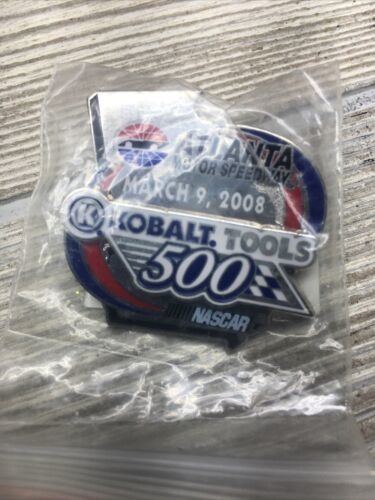 ATLANTA
MOTOR SPEEDWAY
MARCH 9, 2008
K KOBALT. TOOLS
500
NASCAR